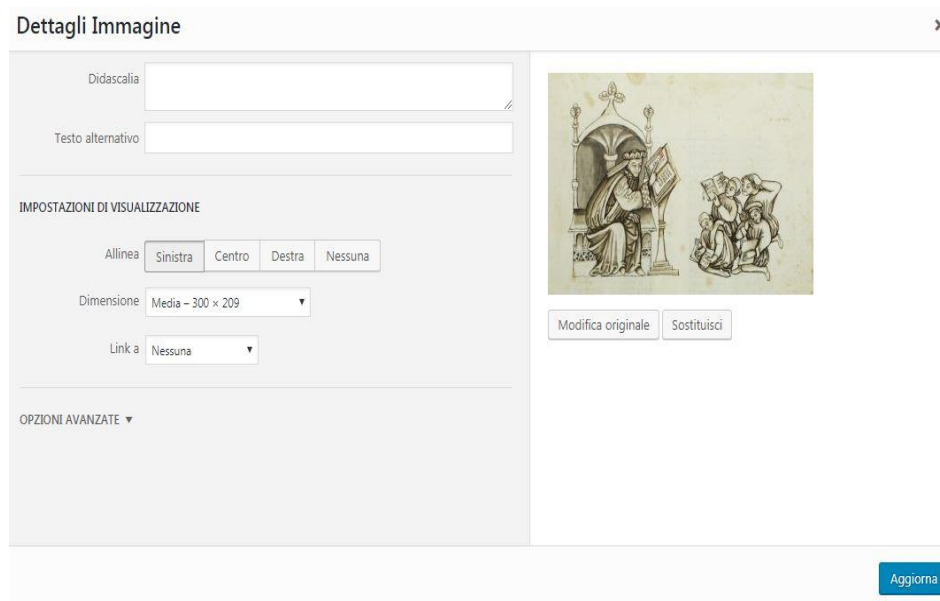 Dettagli Immagine
Didascalia
Testo alternativo
IMPOSTAZIONI DI VISUALIZZAZIONE
Allinea Sinistra Centro Destra Nessuna
Dimensione Media – 300 × 209
Link a Nessuna
OPZIONI AVANZATE
Modifica originale Sostituisci
Aggiorna